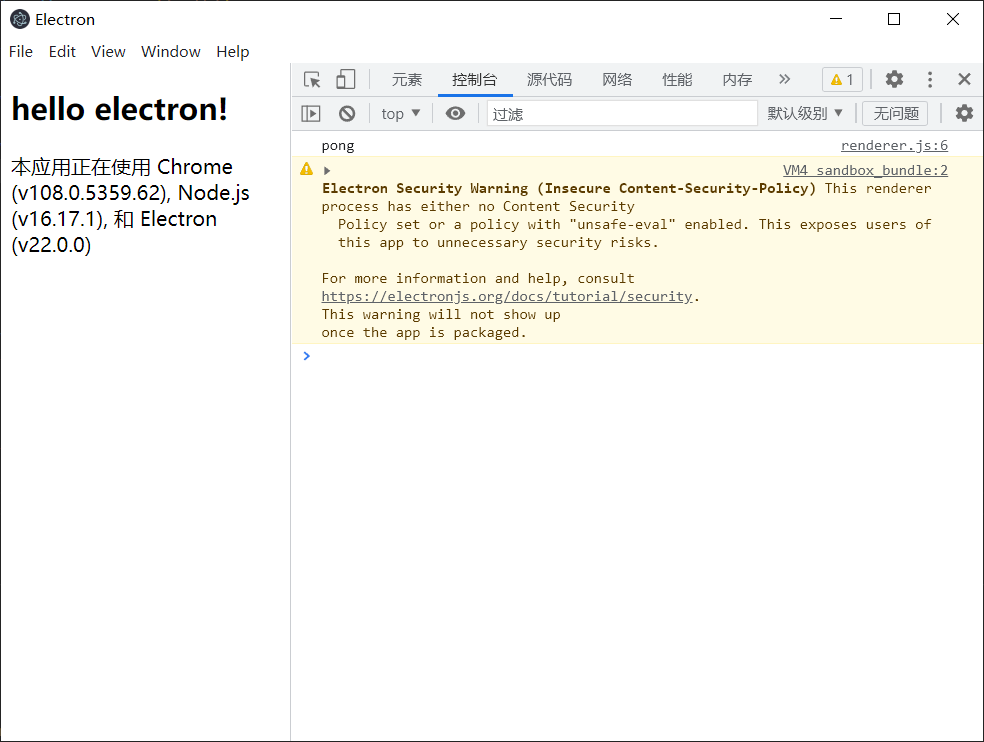 Electron
File Edit View Window Help
hello electron!
本应用正在使用 Chrome
(v108.0.5359.62), Node.js
(v16.17.1), 和 Electron
(v22.0.0)
元素 控制台 源代码 网络 性能 内存 » 1
top 过滤 默认级别 无问题
pong renderer.js:6
VM4 sandbox_bundle:2
Electron Security Warning (Insecure Content-Security-Policy) This renderer
process has either no Content Security
Policy set or a policy with "unsafe-eval" enabled. This exposes users of
this app to unnecessary security risks.
For more information and help, consult
https://electronjs.org/docs/tutorial/security.
This warning will not show up
once the app is packaged.